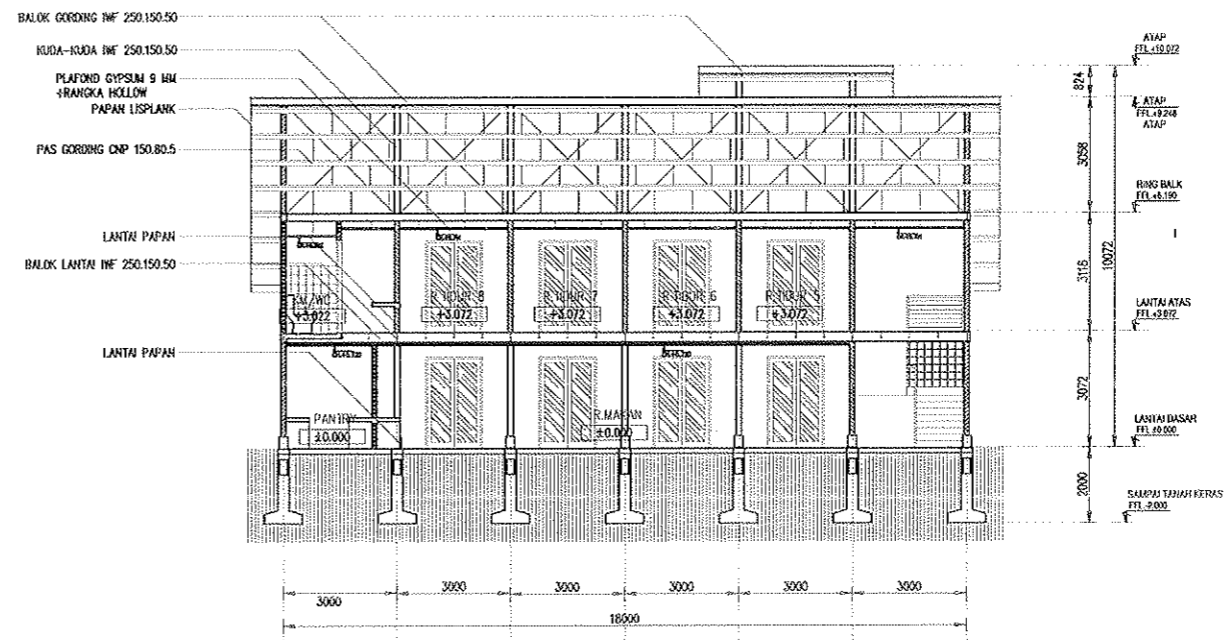 BALOK GORDING IWF 250.150.50
KUDA-KUDA IWF 250.150.50
PLAFOND GYPSUM 9 MM
+RANGKA HOLLOW
PAPAN LISPLANK
PAS GORDING CNP 150.80.5
LANTAI PAPAN
BALOK LANTAI IWF 250.150.50
LANTAI PAPAN
KM/WC
+3.072
R.TIDUR 8
+3.072
R.TIDUR 7
+3.072
R.TIDUR 6
+3.072
R.TIDUR 5
+3.072
PANTRY
±0.000
R.MAKAN
±0.000
ATAP
FFL +10.072
ATAP
FFL +9.248
ATAP
RING BALK
FFL +6.190
LANTAI ATAS
FFL +3.072
LANTAI DASAR
FFL ±0.000
SAMPAI TANAH KERAS
FFL -2.000
824
3058
3116
3072
2000
10072
3000
3000
3000
3000
3000
3000
18000